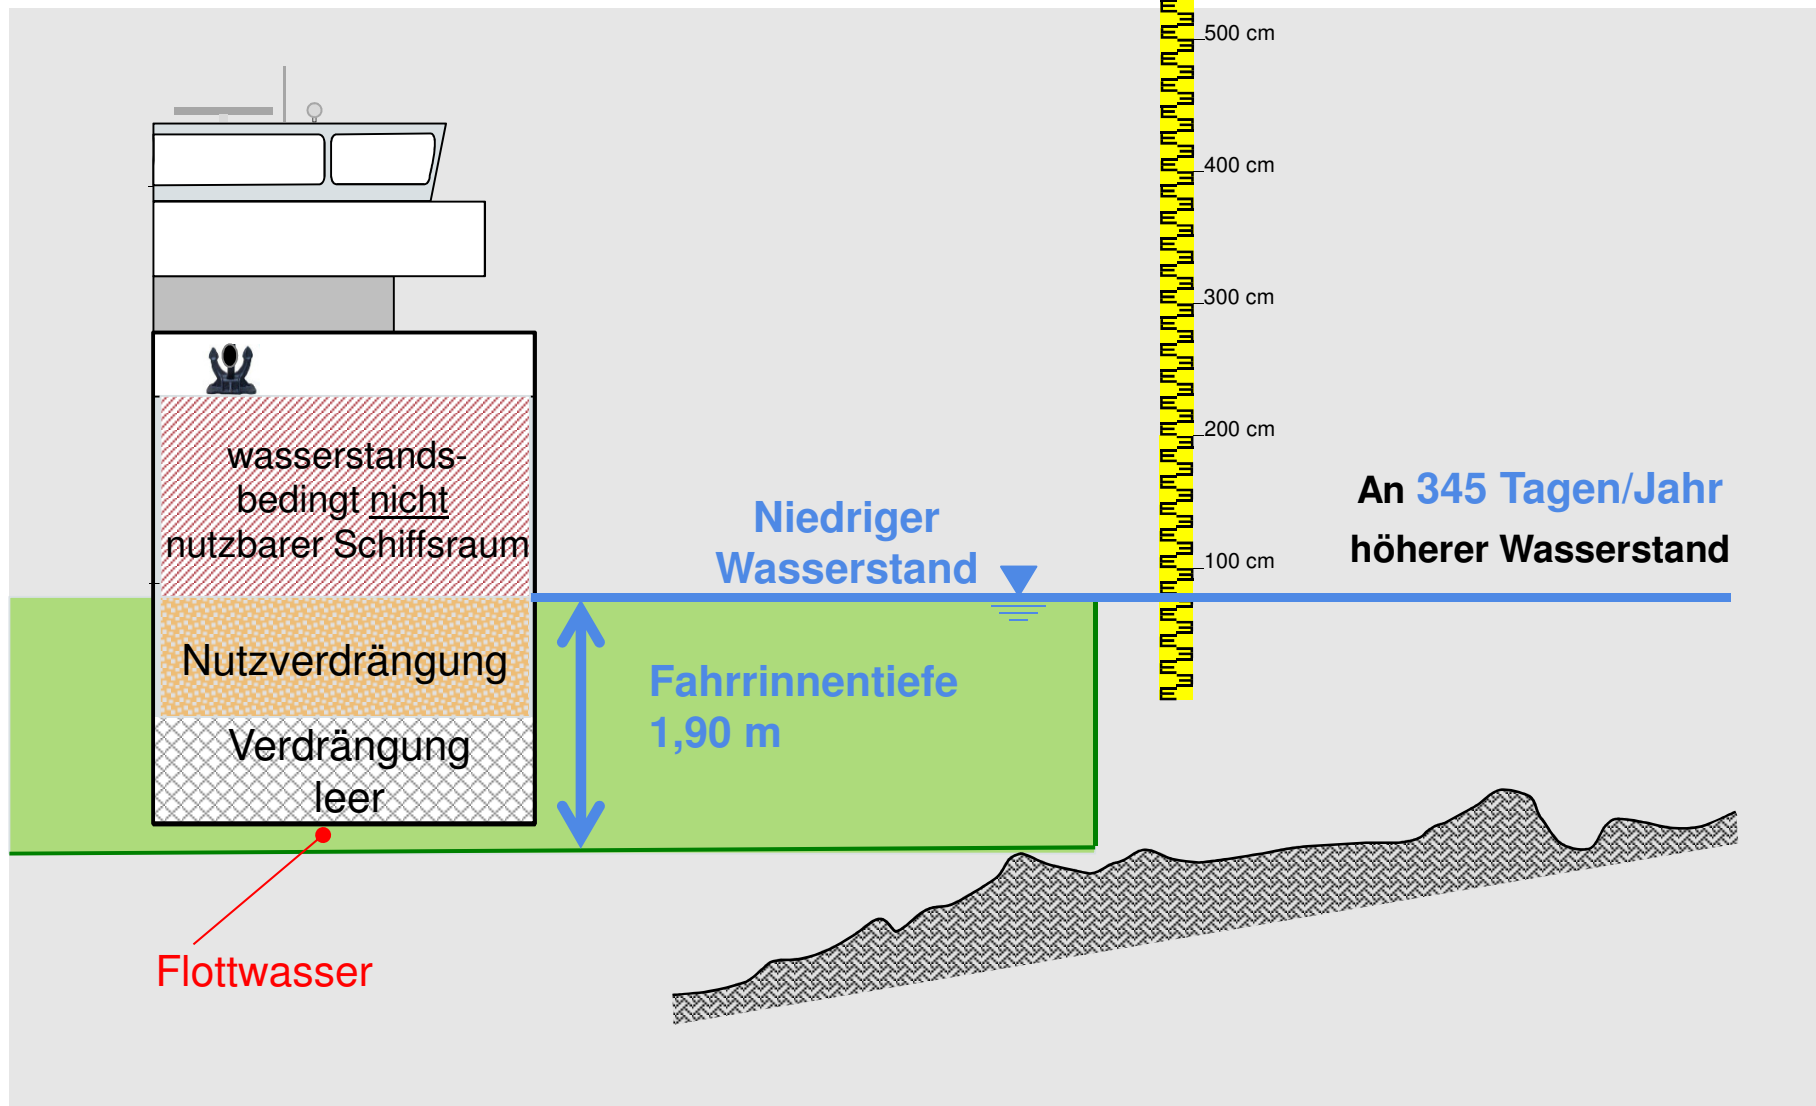 500 cm
400 cm
300 cm
200 cm
100 cm
wasserstands-
bedingt nicht
nutzbarer Schiffsraum
Nutzverdrängung
Verdrängung
leer
Flottwasser
Niedriger
Wasserstand
Fahrrinnentiefe
1,90 m
An 345 Tagen/Jahr
höherer Wasserstand